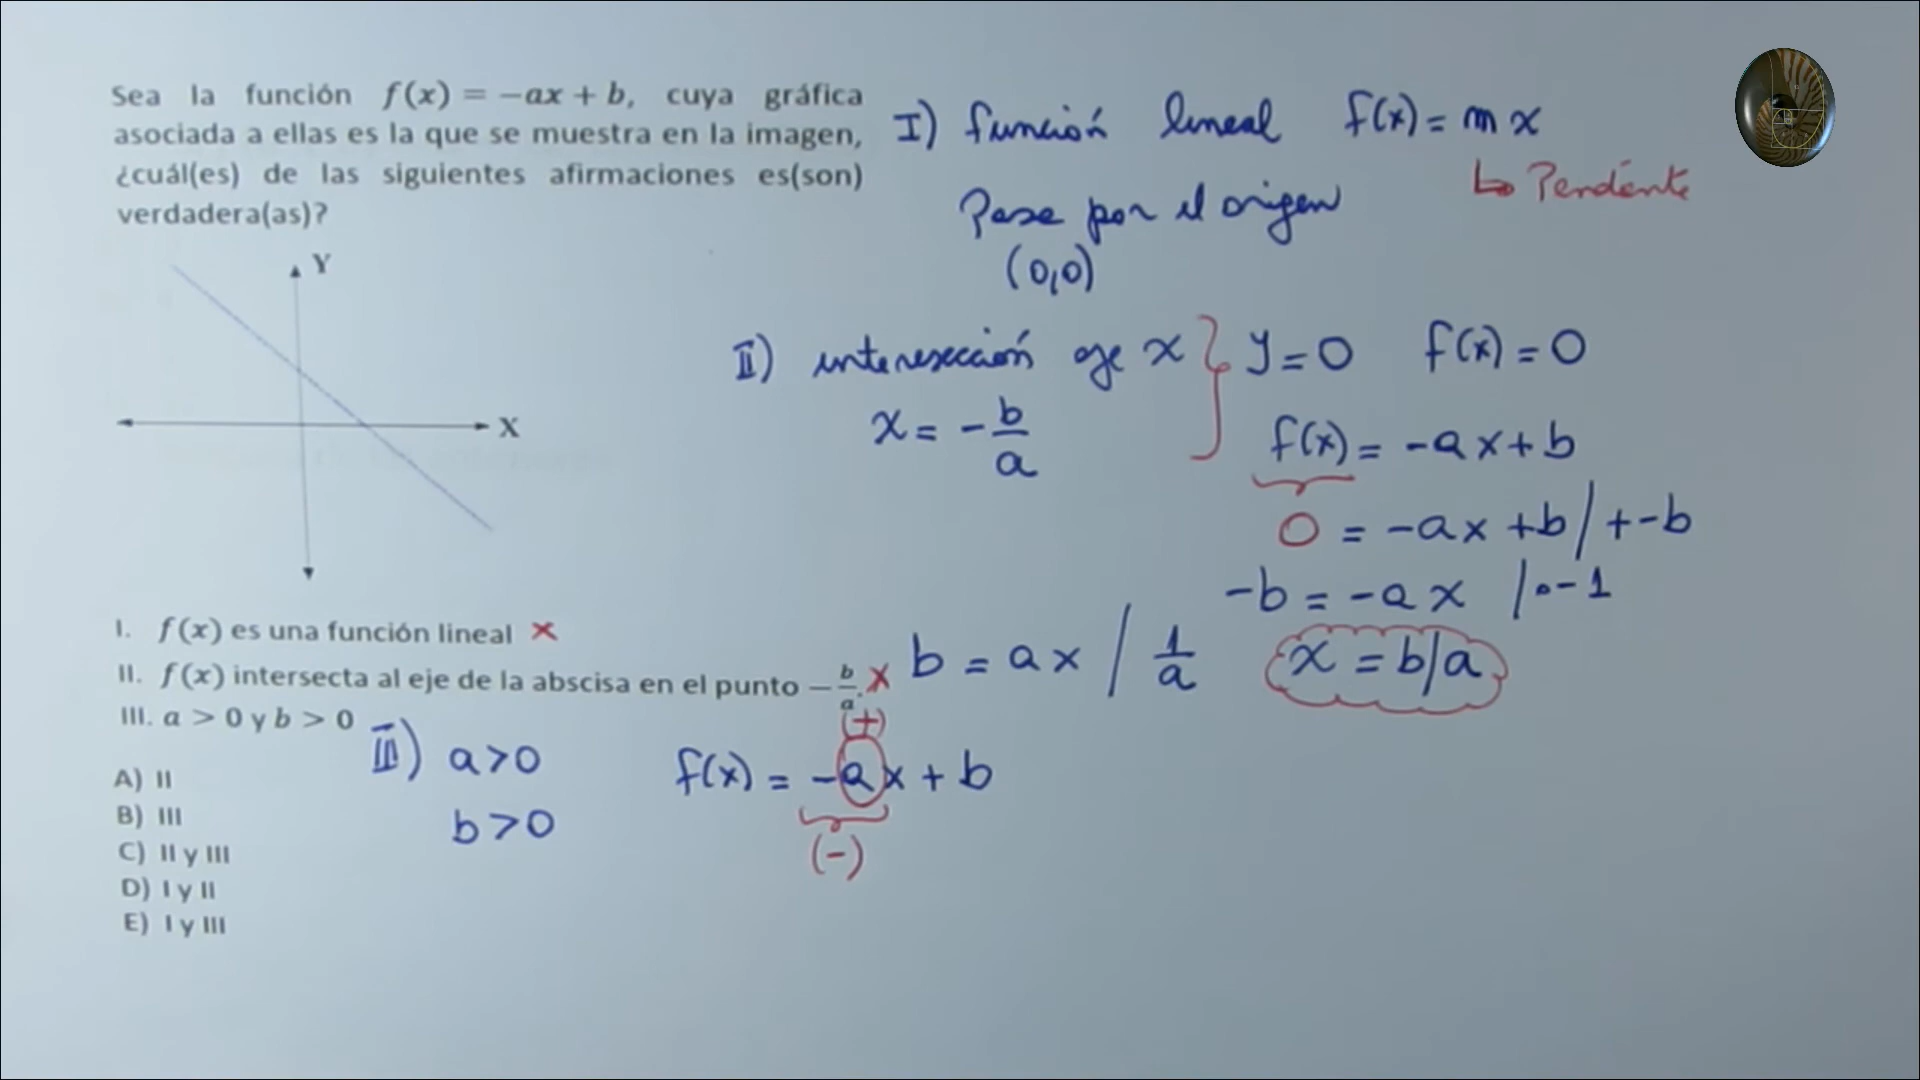 Sea la función f(x) = −ax + b, cuya gráfica
asociada a ellas es la que se muestra en la imagen,
¿cuál(es) de las siguientes afirmaciones es(son)
verdadera(as)?
Y
X
I. f(x) es una función lineal ×
II. f(x) intersecta al eje de la abscisa en el punto −b/a. ×
III. a > 0 y b > 0
A) II
B) III
C) II y III
D) I y II
E) I y III
I) función lineal f(x) = mx
↳ Pendiente
Pasa por el origen
(0,0)
II) intersección eje x } y = 0 f(x) = 0
x = −b/a
f(x) = −ax + b
0 = −ax + b / + −b
−b = −ax /• −1
b = ax / 1/a x = b/a
III) a > 0
b > 0
(+)
f(x) = −ax + b
(−)